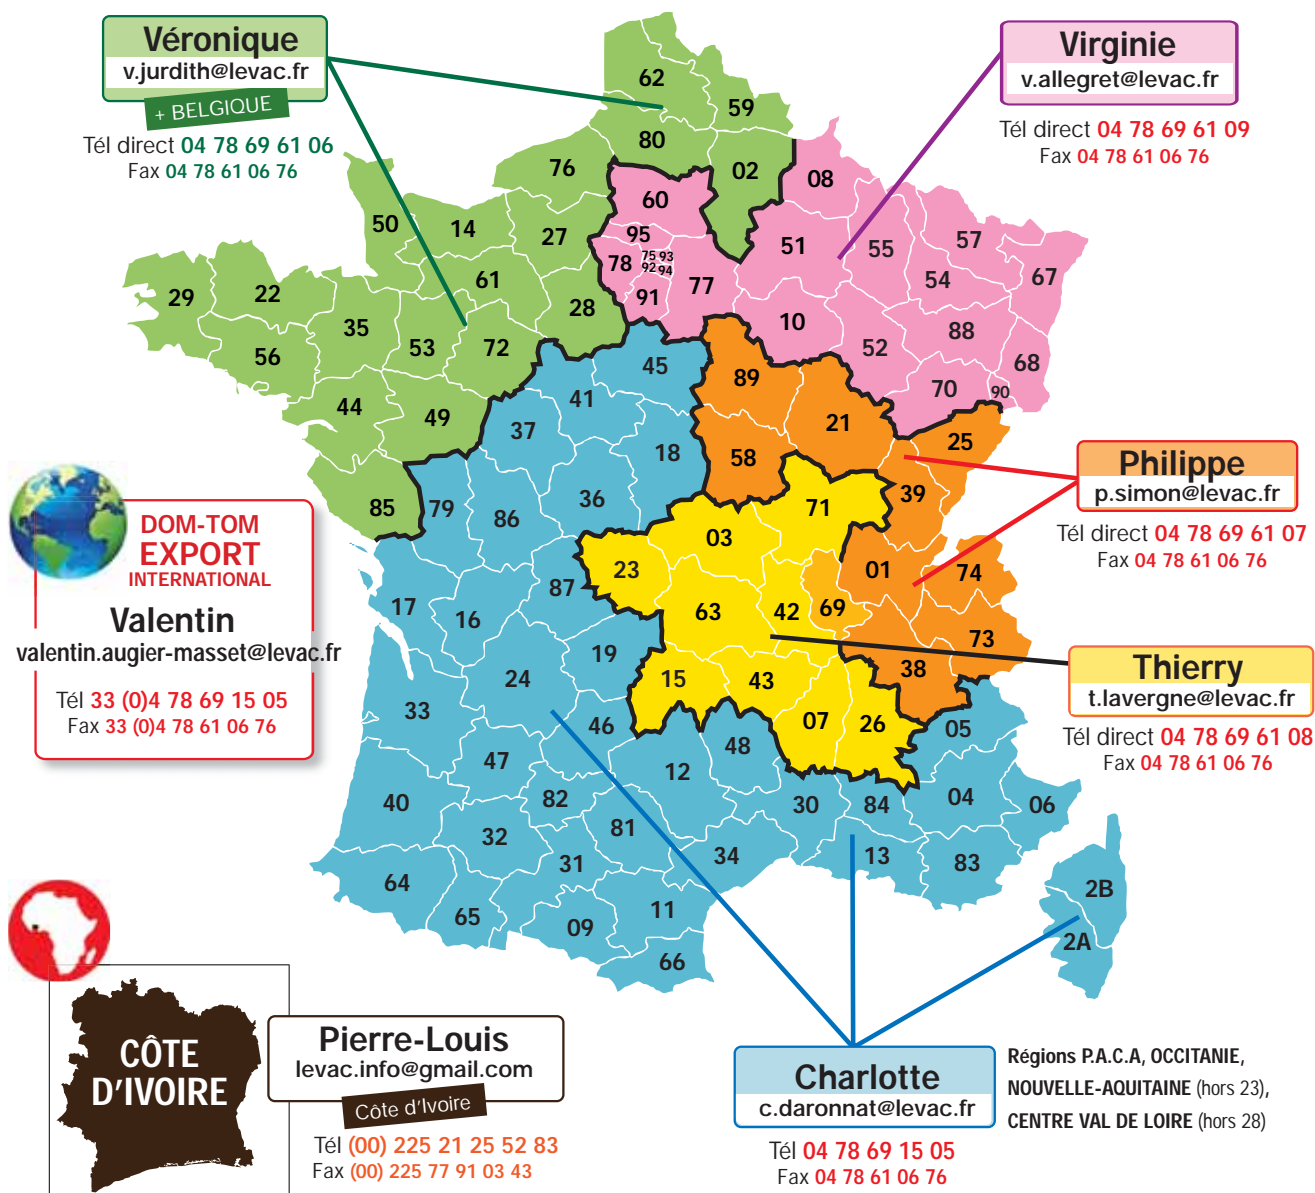 Véronique
v.jurdith@levac.fr
+ BELGIQUE
Tél direct 04 78 69 61 06
Fax 04 78 61 06 76
Virginie
v.allegret@levac.fr
Tél direct 04 78 69 61 09
Fax 04 78 61 06 76
62
59
80
02
76
08
60
50
14
27
95
51
55
57
78
75 93
92 94
67
61
77
54
29
22
91
28
35
10
88
53
72
52
56
45
68
89
70
90
41
44
49
37
21
25
18
58
Philippe
p.simon@levac.fr
Tél direct 04 78 69 61 07
Fax 04 78 61 06 76
39
36
85
79
86
71
03
DOM-TOM
EXPORT
INTERNATIONAL
Valentin
valentin.augier-masset@levac.fr
Tél 33 (0)4 78 69 15 05
Fax 33 (0)4 78 61 06 76
23
01
74
87
17
16
63
42
69
73
19
24
15
43
38
Thierry
t.lavergne@levac.fr
Tél direct 04 78 69 61 08
Fax 04 78 61 06 76
33
46
07
26
05
48
47
12
40
82
30
84
04
06
32
81
31
34
13
83
64
65
09
11
66
2B
2A
CÔTE
D'IVOIRE
Pierre-Louis
levac.info@gmail.com
Côte d'Ivoire
Tél (00) 225 21 25 52 83
Fax (00) 225 77 91 03 43
Charlotte
c.daronnat@levac.fr
Tél 04 78 69 15 05
Fax 04 78 61 06 76
Régions P.A.C.A, OCCITANIE,
NOUVELLE-AQUITAINE (hors 23),
CENTRE VAL DE LOIRE (hors 28)